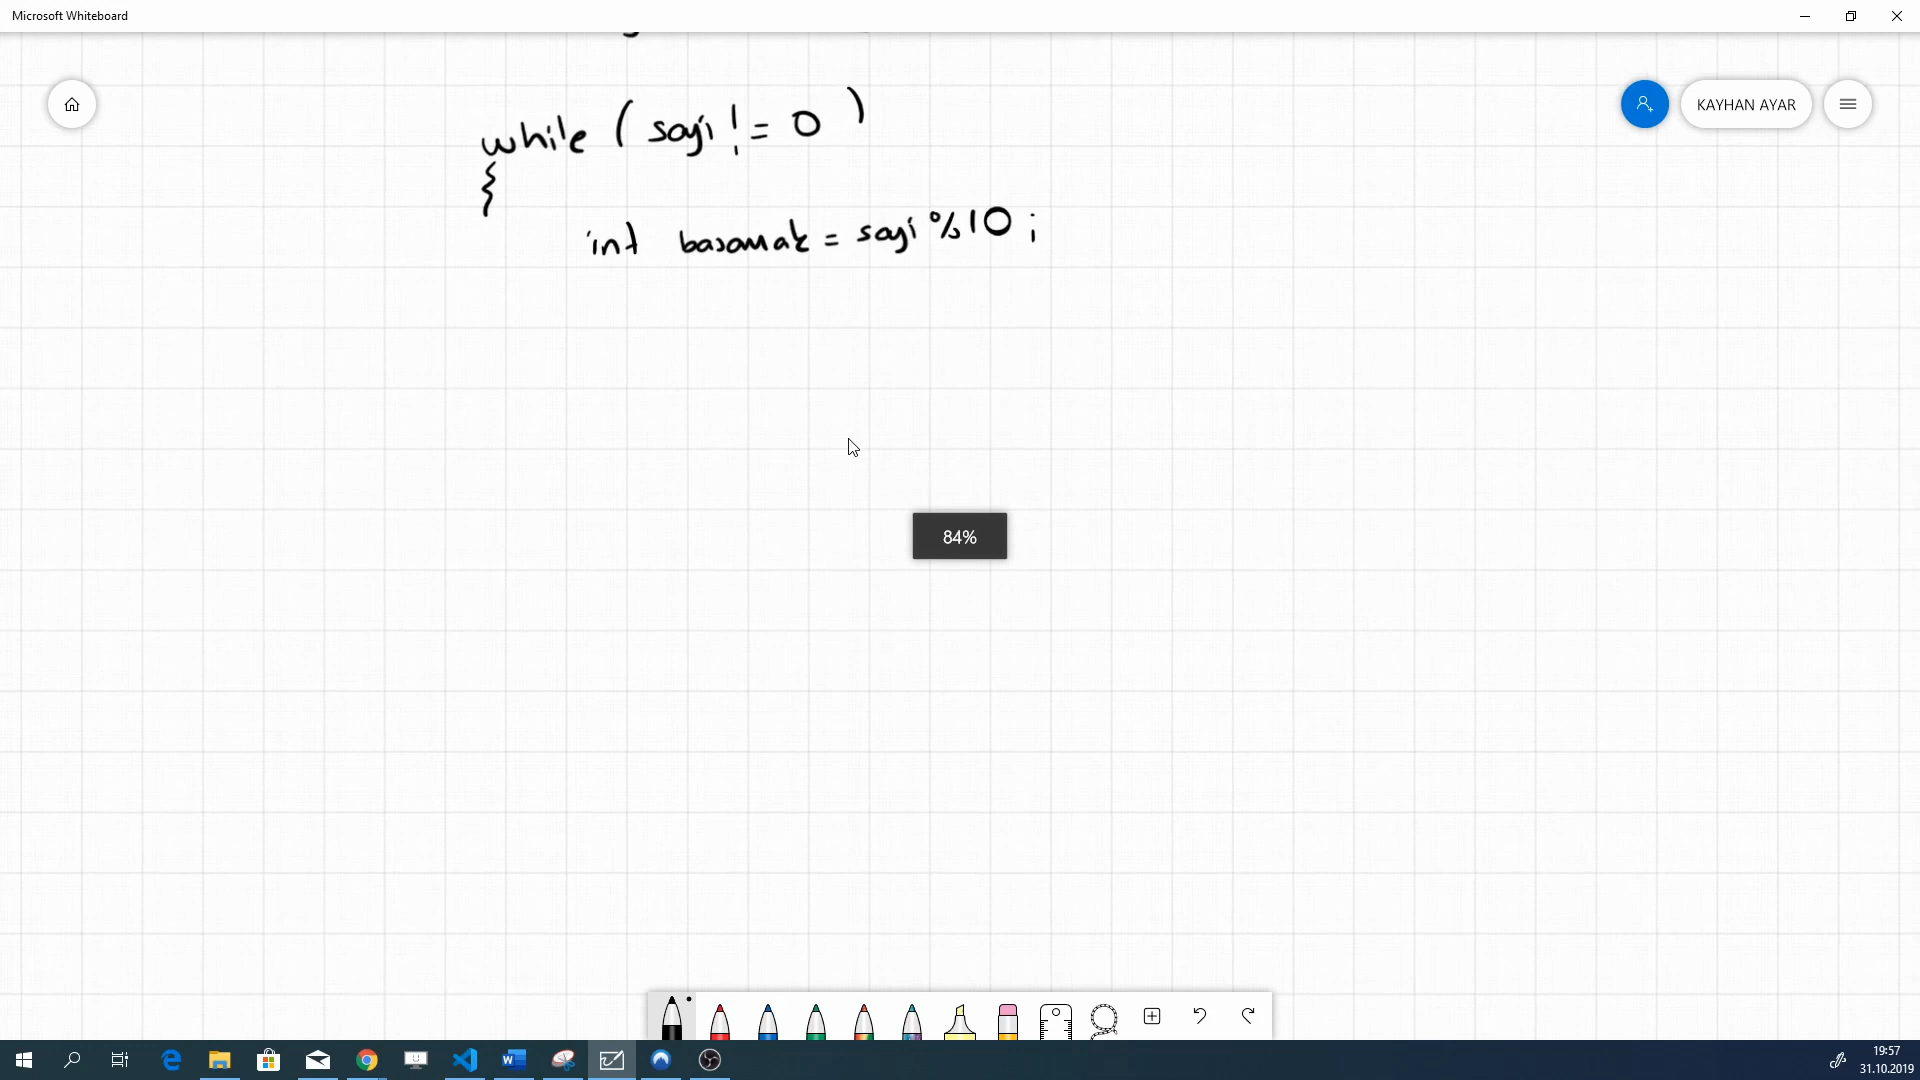 Microsoft Whiteboard
KAYHAN AYAR
while ( sayi != 0 )
{
int basamak = sayi %10 ;
84%
19:57
31.10.2019